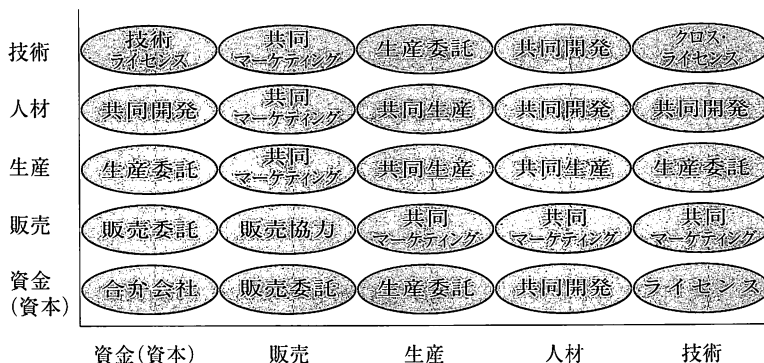 技術
技術
ライセンス
共同
マーケティング
生産委託
共同開発
クロス・
ライセンス
人材
共同開発
共同
マーケティング
共同生産
共同開発
共同開発
生産
生産委託
共同
マーケティング
共同生産
共同生産
生産委託
販売
販売委託
販売協力
共同
マーケティング
共同
マーケティング
共同
マーケティング
資金
(資本)
合弁会社
販売委託
生産委託
共同開発
ライセンス
資金(資本)
販売
生産
人材
技術